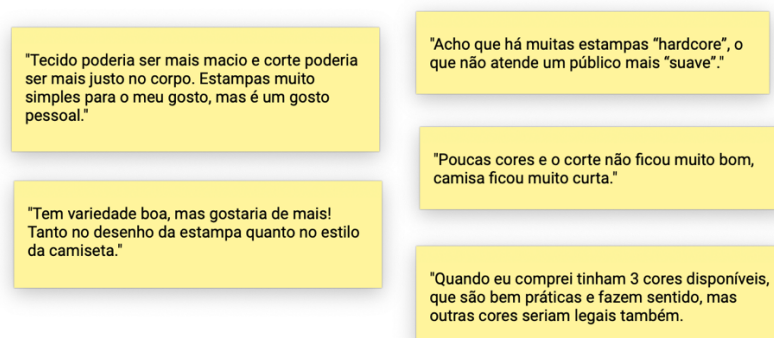 "Tecido poderia ser mais macio e corte poderia
ser mais justo no corpo. Estampas muito
simples para o meu gosto, mas é um gosto
pessoal."
"Tem variedade boa, mas gostaria de mais!
Tanto no desenho da estampa quanto no estilo
da camiseta."
"Acho que há muitas estampas “hardcore”, o
que não atende um público mais “suave”."
"Poucas cores e o corte não ficou muito bom,
camisa ficou muito curta."
"Quando eu comprei tinham 3 cores disponíveis,
que são bem práticas e fazem sentido, mas
outras cores seriam legais também.